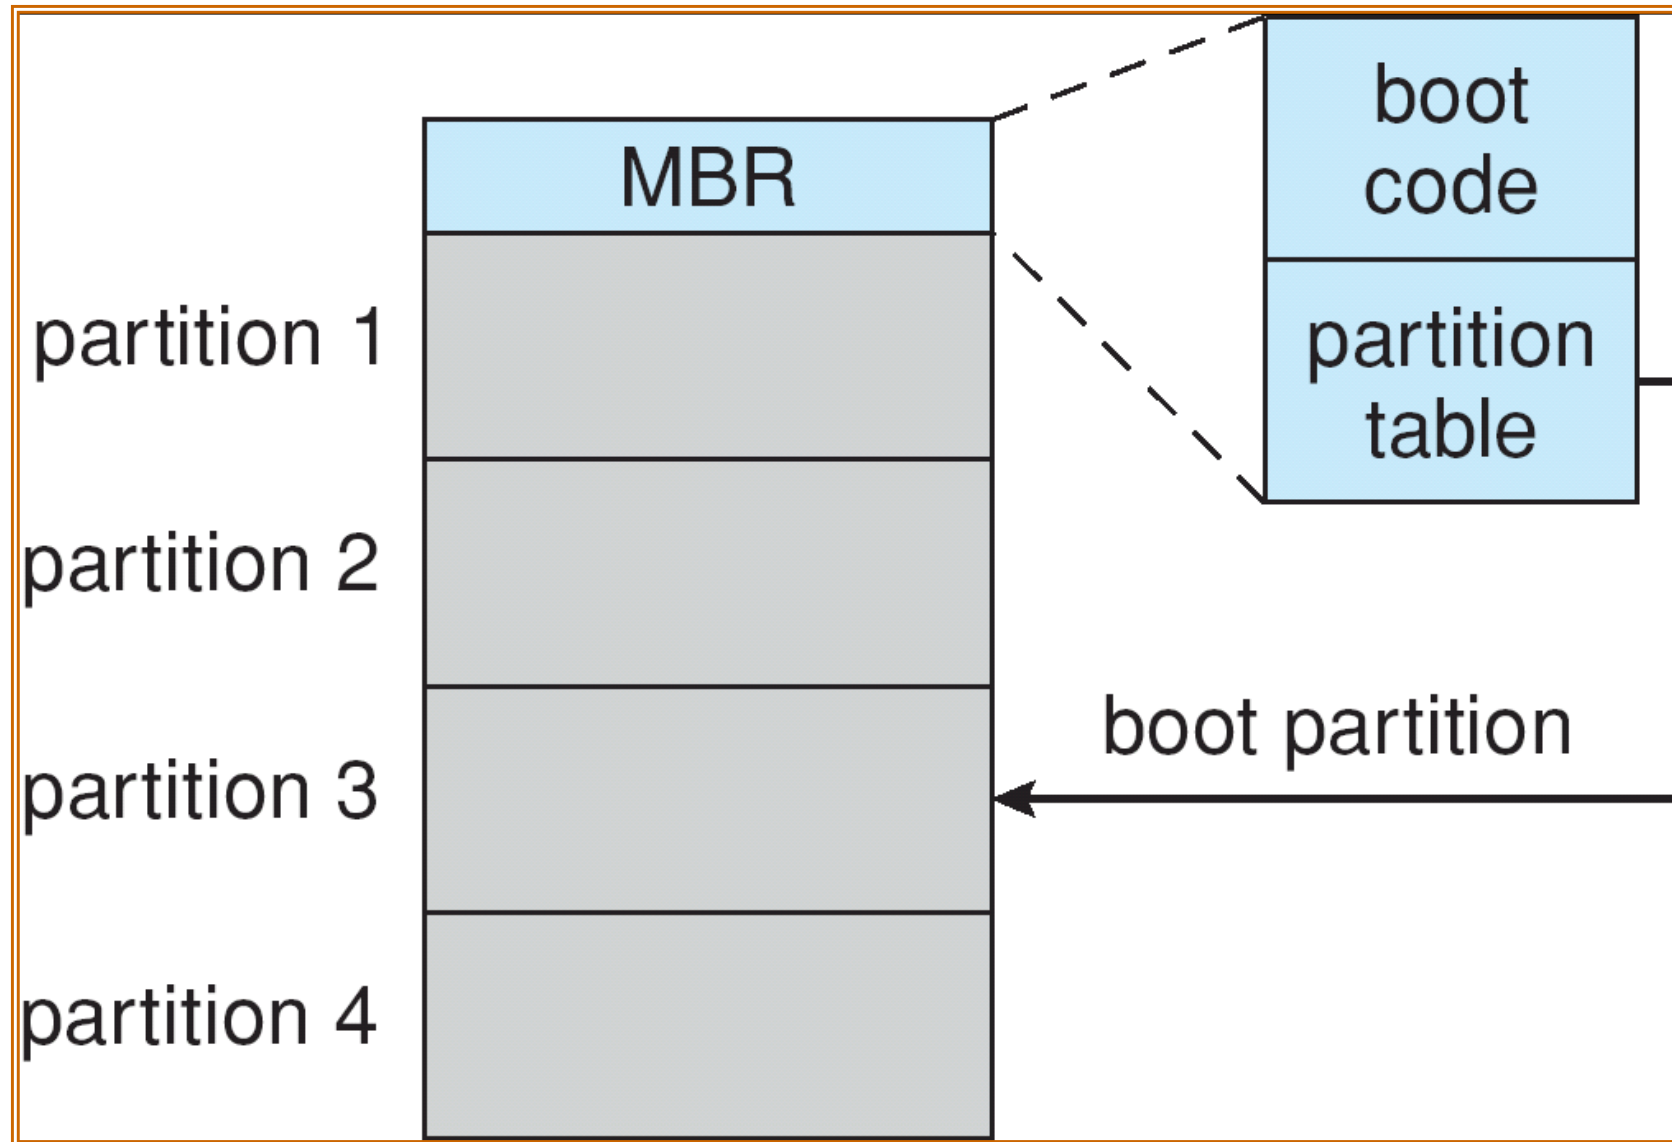 boot
code
MBR
partition
table
partition 1
partition 2
boot partition
partition 3
partition 4